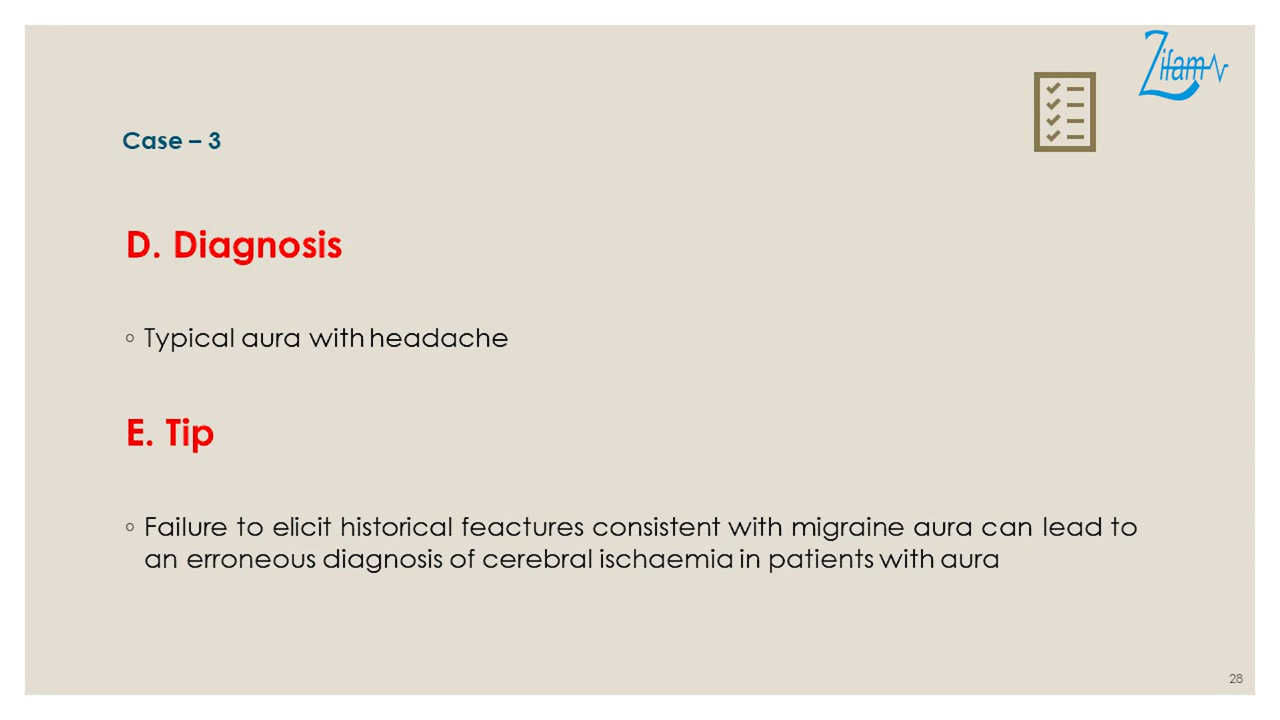 Zifam
Case – 3
D. Diagnosis
◦ Typical aura with headache
E. Tip
◦ Failure to elicit historical feactures consistent with migraine aura can lead to
an erroneous diagnosis of cerebral ischaemia in patients with aura
28